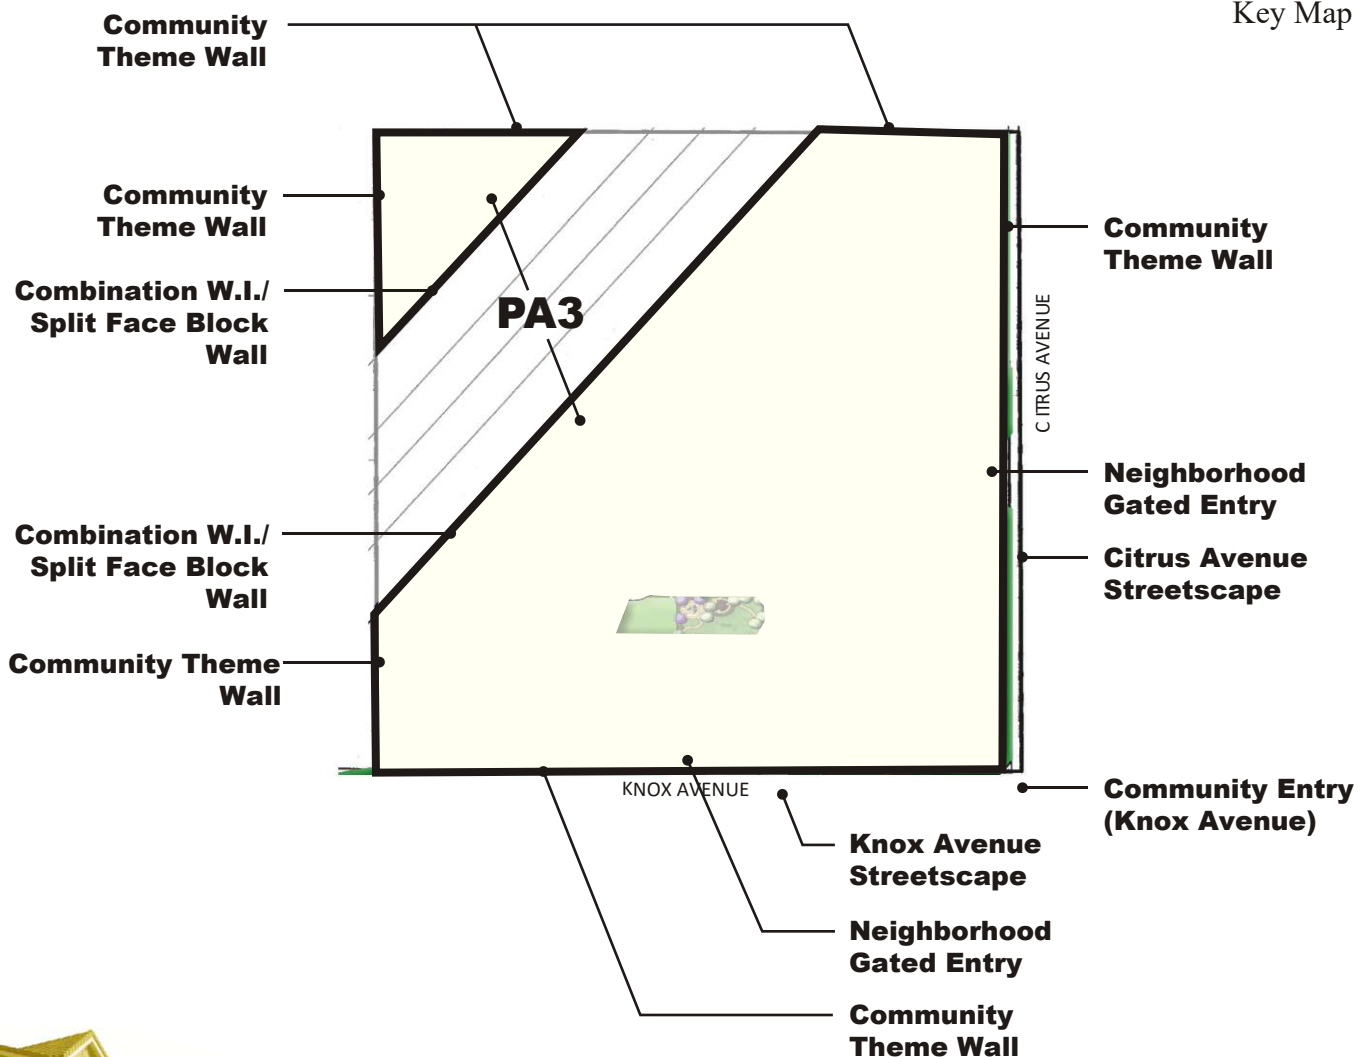 Key Map
Community
Theme Wall
Community
Theme Wall
Combination W.I./
Split Face Block
Wall
PA3
Community
Theme Wall
C ITRUS AVENUE
Neighborhood
Gated Entry
Combination W.I./
Split Face Block
Wall
Citrus Avenue
Streetscape
Community Theme
Wall
KNOX AVENUE
Community Entry
(Knox Avenue)
Knox Avenue
Streetscape
Neighborhood
Gated Entry
Community
Theme Wall